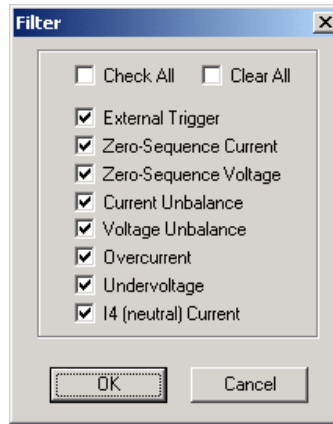 Filter
Check All Clear All
External Trigger
Zero-Sequence Current
Zero-Sequence Voltage
Current Unbalance
Voltage Unbalance
Overcurrent
Undervoltage
I4 (neutral) Current
OK Cancel